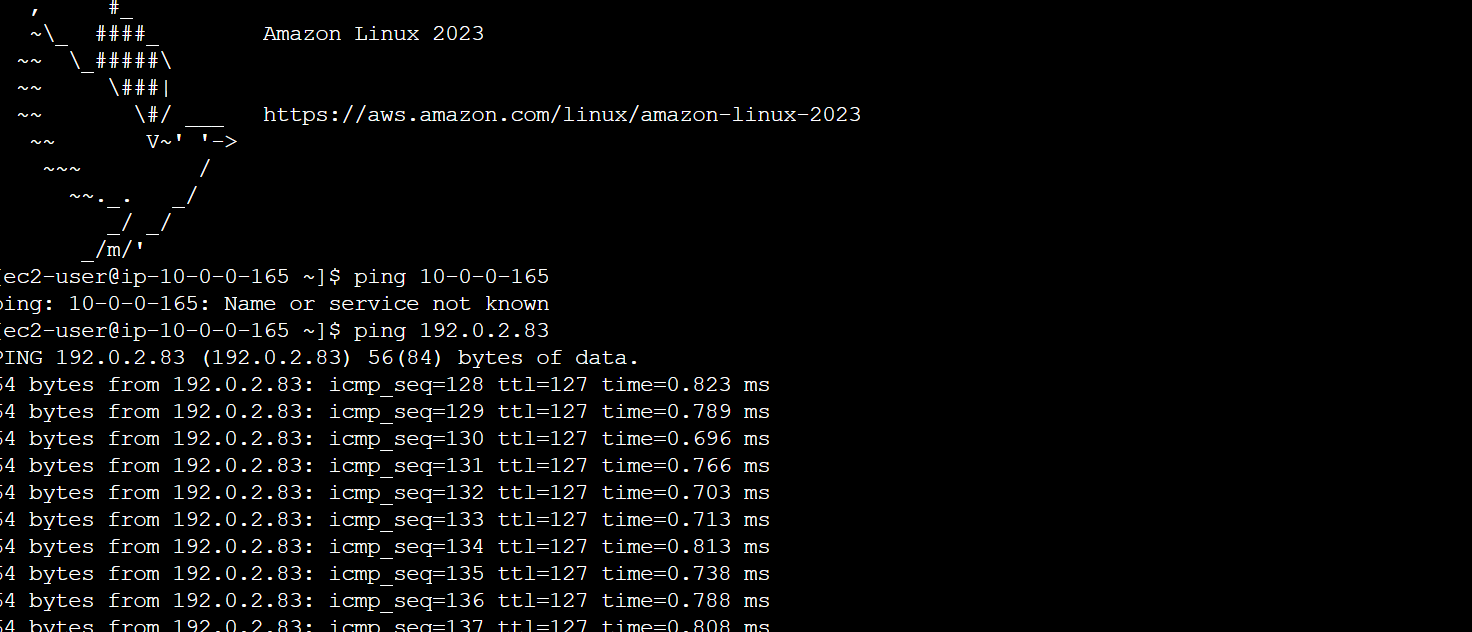 ,     #_
   ~\_  ####_        Amazon Linux 2023
  ~~  \_#####\
  ~~     \###|
  ~~       \#/ ___   https://aws.amazon.com/linux/amazon-linux-2023
   ~~       V~' '->
    ~~~         /
      ~~._.   _/
         _/ _/
       _/m/'
[ec2-user@ip-10-0-0-165 ~]$ ping 10-0-0-165
ping: 10-0-0-165: Name or service not known
[ec2-user@ip-10-0-0-165 ~]$ ping 192.0.2.83
PING 192.0.2.83 (192.0.2.83) 56(84) bytes of data.
64 bytes from 192.0.2.83: icmp_seq=128 ttl=127 time=0.823 ms
64 bytes from 192.0.2.83: icmp_seq=129 ttl=127 time=0.789 ms
64 bytes from 192.0.2.83: icmp_seq=130 ttl=127 time=0.696 ms
64 bytes from 192.0.2.83: icmp_seq=131 ttl=127 time=0.766 ms
64 bytes from 192.0.2.83: icmp_seq=132 ttl=127 time=0.703 ms
64 bytes from 192.0.2.83: icmp_seq=133 ttl=127 time=0.713 ms
64 bytes from 192.0.2.83: icmp_seq=134 ttl=127 time=0.813 ms
64 bytes from 192.0.2.83: icmp_seq=135 ttl=127 time=0.738 ms
64 bytes from 192.0.2.83: icmp_seq=136 ttl=127 time=0.788 ms
64 bytes from 192.0.2.83: icmp_seq=137 ttl=127 time=0.808 ms